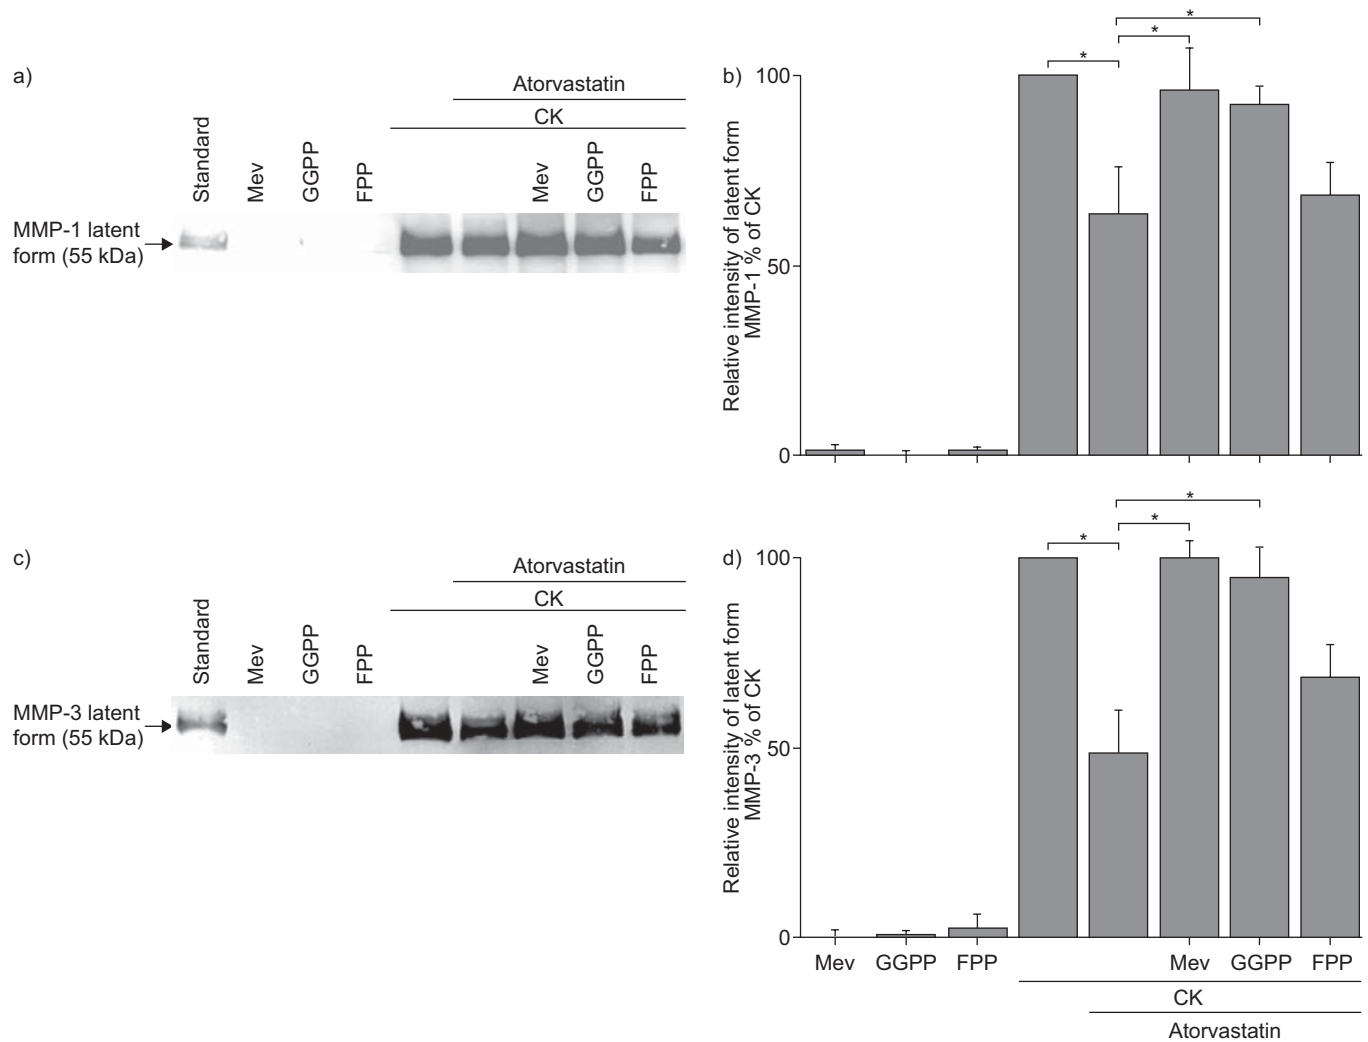 a)
Atorvastatin
CK
Standard
Mev
GGPP
FPP
Mev
GGPP
FPP
MMP-1 latent
form (55 kDa)
b)
Relative intensity of latent form
MMP-1 % of CK
100
50
0
*
*
*
c)
Atorvastatin
CK
Standard
Mev
GGPP
FPP
Mev
GGPP
FPP
MMP-3 latent
form (55 kDa)
d)
Relative intensity of latent form
MMP-3 % of CK
100
50
0
*
*
*
Mev GGPP FPP Mev GGPP FPP
CK
Atorvastatin